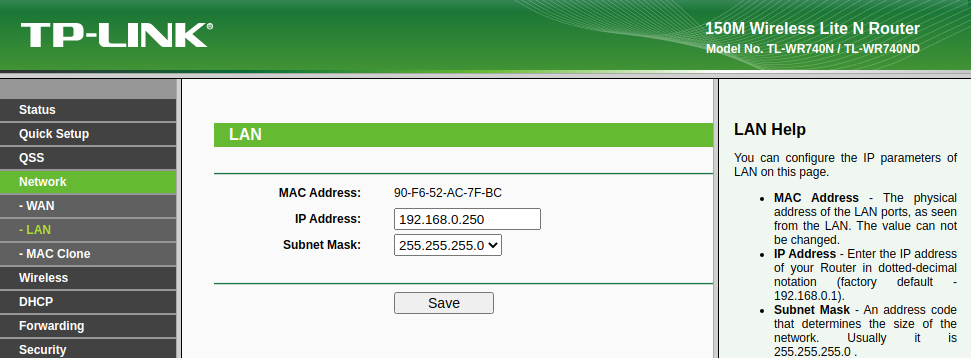 TP-LINK®
150M Wireless Lite N Router
Model No. TL-WR740N / TL-WR740ND
Status
Quick Setup
QSS
Network
- WAN
- LAN
- MAC Clone
Wireless
DHCP
Forwarding
Security
LAN
MAC Address: 90-F6-52-AC-7F-BC
IP Address: 192.168.0.250
Subnet Mask: 255.255.255.0
Save
LAN Help
You can configure the IP parameters of
LAN on this page.
• MAC Address - The physical
address of the LAN ports, as seen
from the LAN. The value can not
be changed.
• IP Address - Enter the IP address
of your Router in dotted-decimal
notation (factory default -
192.168.0.1).
• Subnet Mask - An address code
that determines the size of the
network. Usually it is
255.255.255.0 .